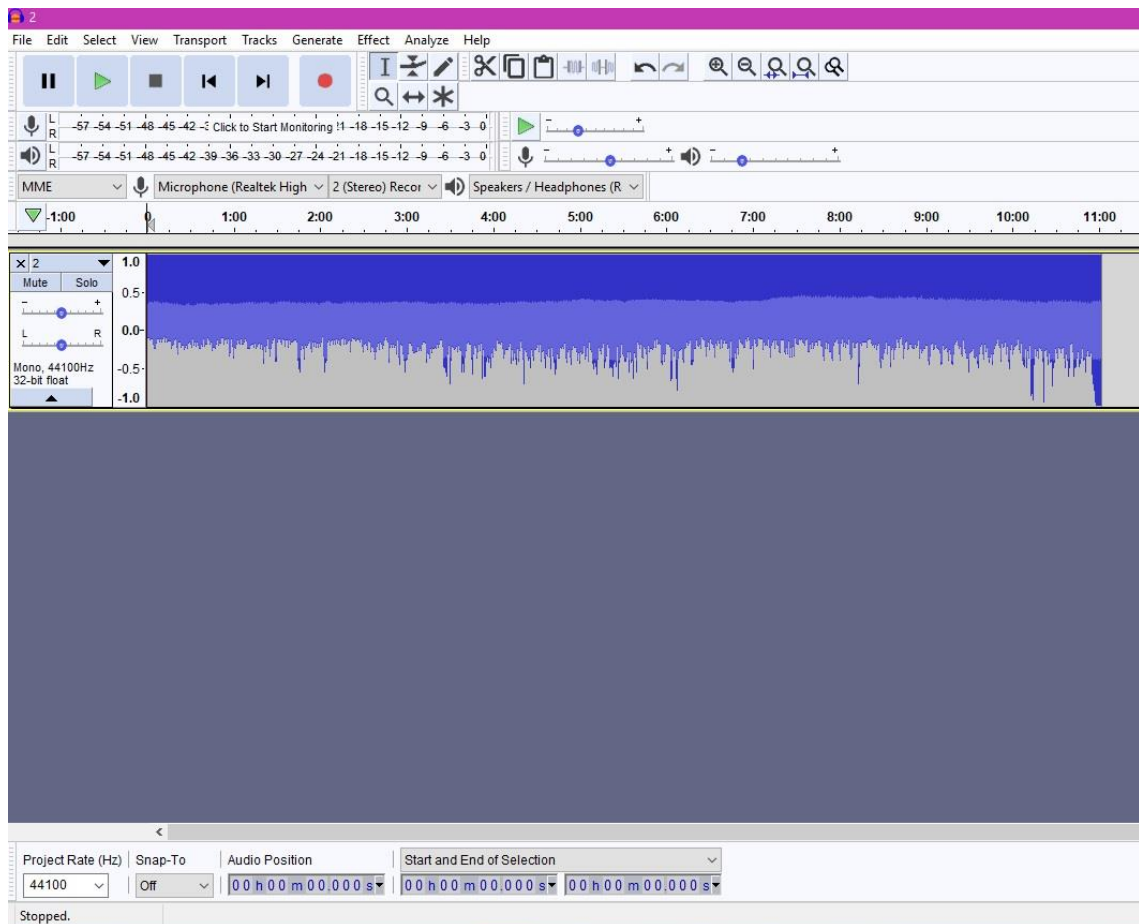 2
File Edit Select View Transport Tracks Generate Effect Analyze Help
L
R
-57 -54 -51 -48 -45 -42 Click to Start Monitoring -18 -15 -12 -9 -6 -3 0
- +
L
R
-57 -54 -51 -48 -45 -42 -39 -36 -33 -30 -27 -24 -21 -18 -15 -12 -9 -6 -3 0
- + - +
MME Microphone (Realtek High 2 (Stereo) Recor Speakers / Headphones (R
-1:00 0 1:00 2:00 3:00 4:00 5:00 6:00 7:00 8:00 9:00 10:00 11:00
× 2 1.0
Mute Solo
- + 0.5-
L R 0.0-
Mono, 44100Hz -0.5-
32-bit float
-1.0
Project Rate (Hz) Snap-To Audio Position Start and End of Selection
44100 Off 00 h 00 m 00.000 s 00 h 00 m 00.000 s 00 h 00 m 00.000 s
Stopped.